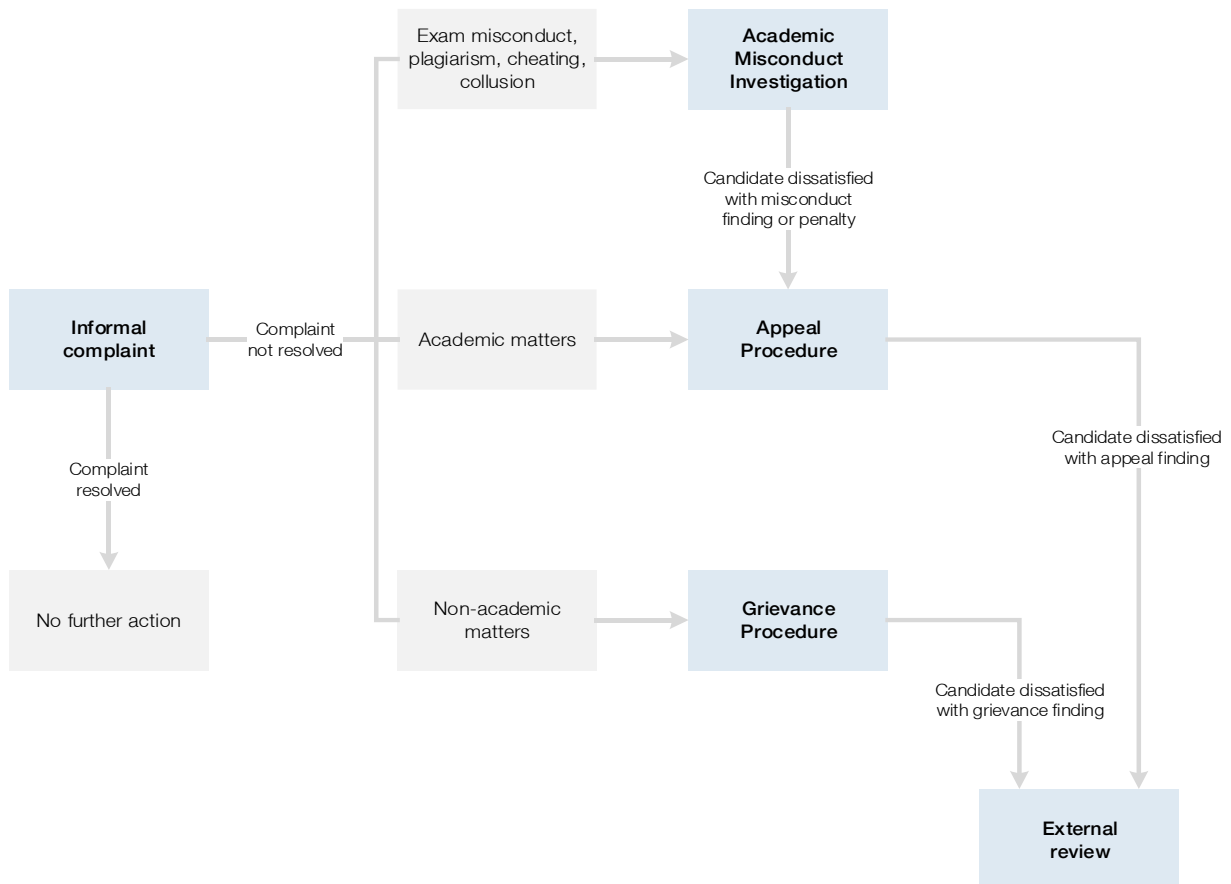 Exam misconduct,
plagiarism, cheating,
collusion
Academic
Misconduct
Investigation
Candidate dissatisfied
with misconduct
finding or penalty
Informal
complaint
Complaint
not resolved
Academic matters
Appeal
Procedure
Candidate dissatisfied
with appeal finding
Complaint
resolved
No further action
Non-academic
matters
Grievance
Procedure
Candidate dissatisfied
with grievance finding
External
review